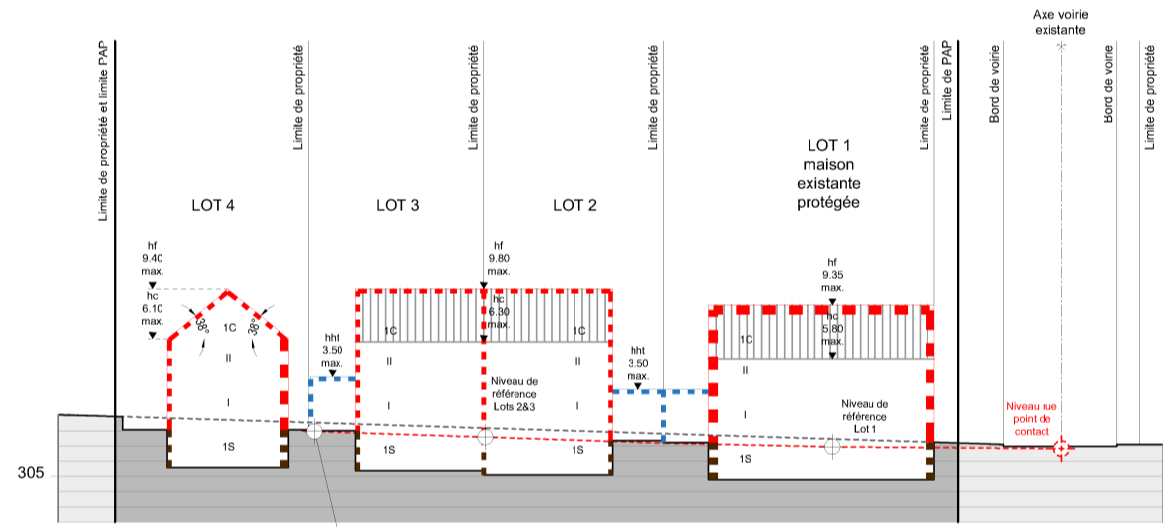 Axe voirie
existante
Limite de propriété et limite PAP
Limite de propriété
Limite de propriété
Limite de propriété
Limite de propriété
Limite de PAP
Bord de voirie
Bord de voirie
Limite de propriété
LOT 1
maison
existante
protégée
LOT 4
LOT 3
LOT 2
hf
9.40
max.
hc
6.10
max.
38°
38°
1C
II
I
1S
hht
3.50
max.
hf
9.80
max.
hc
6.30
max.
1C
II
I
1S
Niveau de
référence
Lots 2&3
1C
II
I
1S
hht
3.50
max.
hf
9.35
max.
hc
5.80
max.
1C
II
I
1S
Niveau de
référence
Lot 1
Niveau rue
point de
contact
305